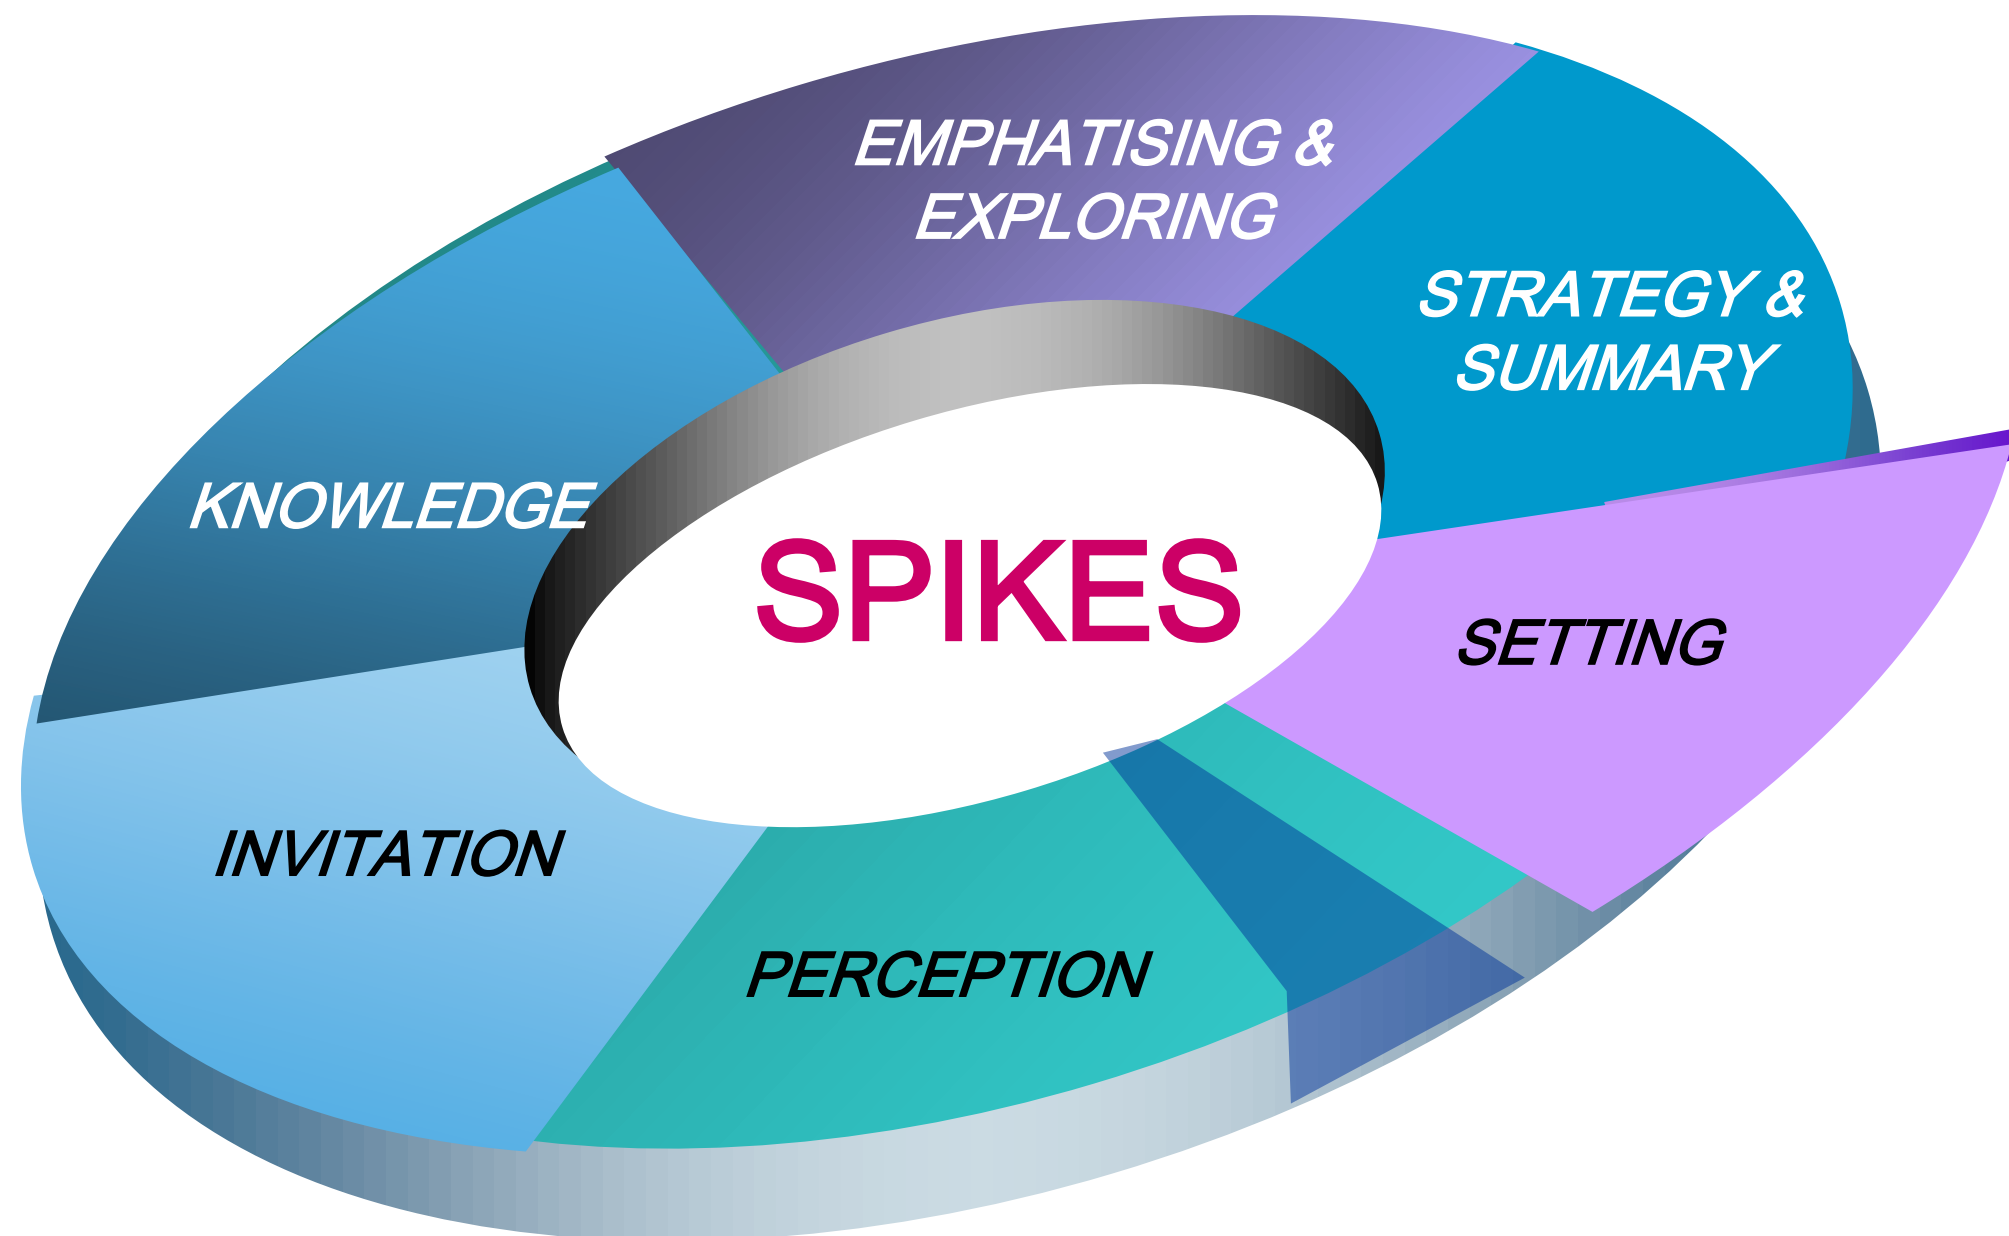 EMPHATISING &
EXPLORING
STRATEGY &
SUMMARY
KNOWLEDGE
SPIKES
SETTING
INVITATION
PERCEPTION